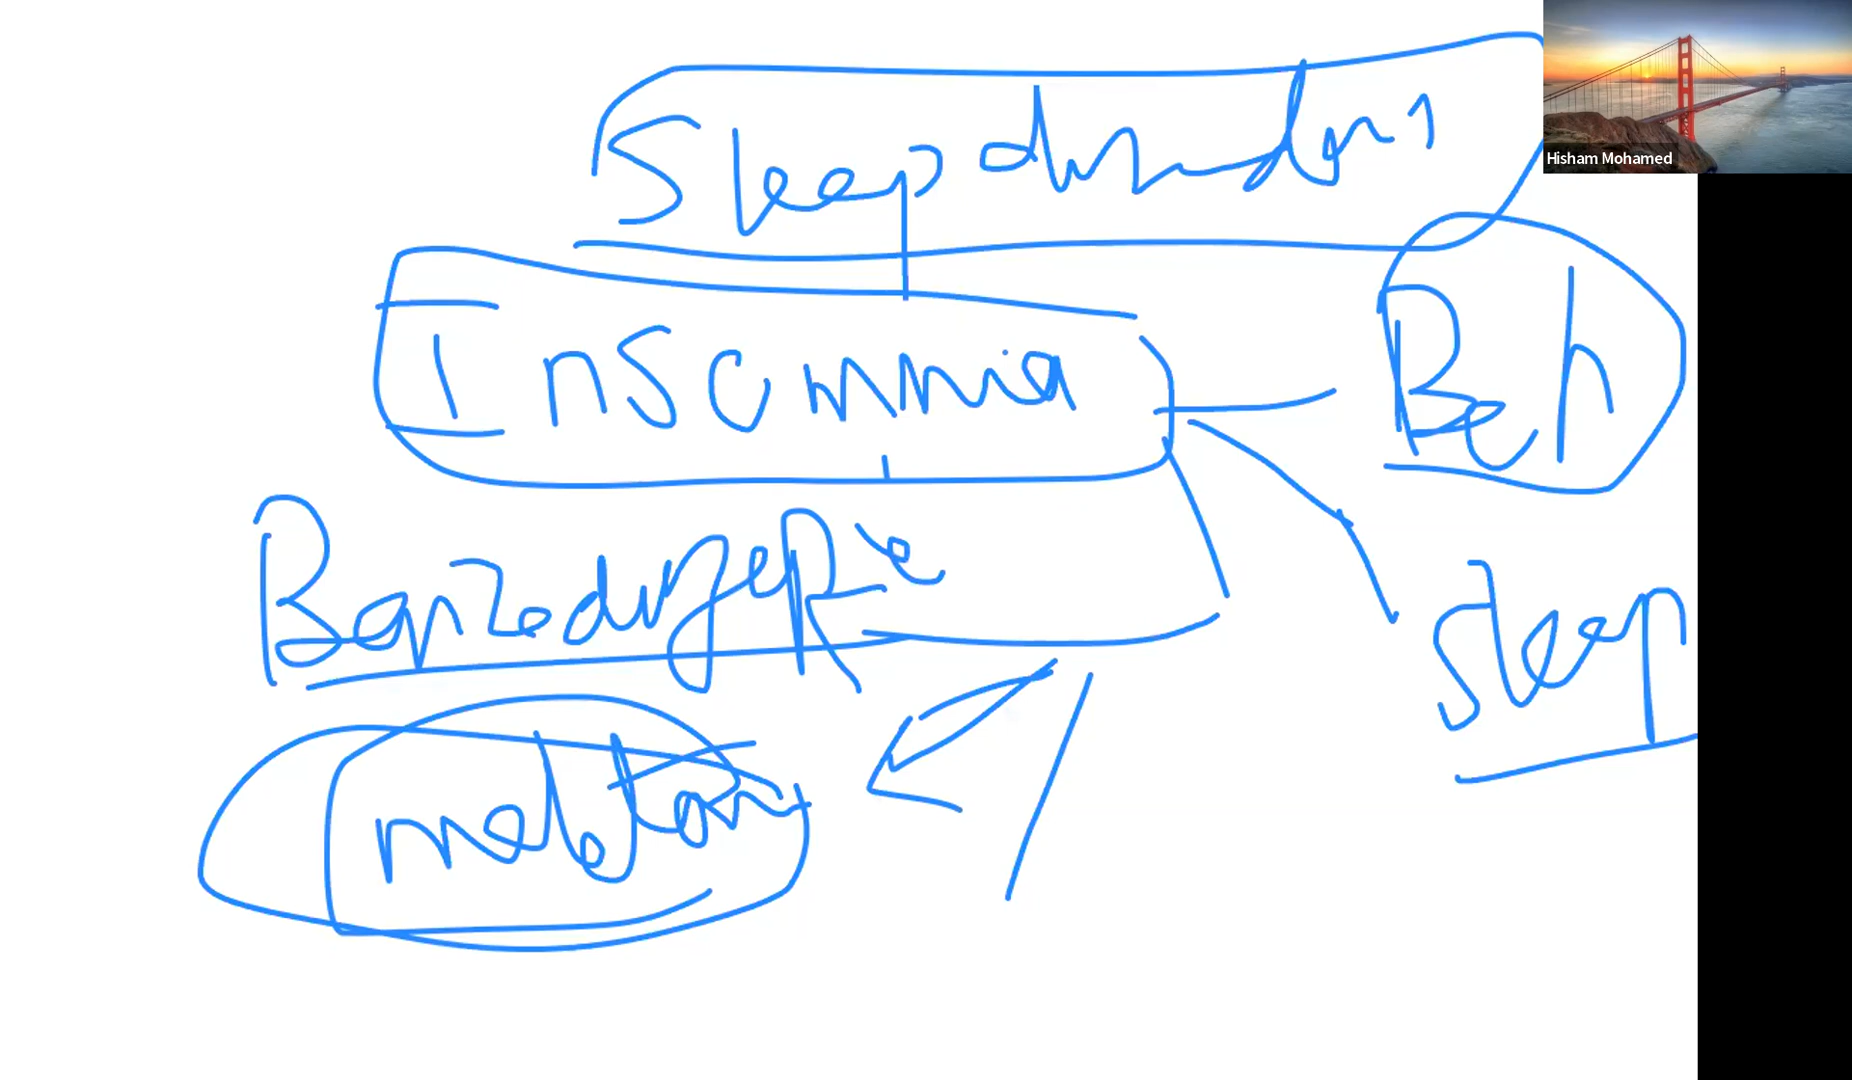 Sleep disorders
Hisham Mohamed
Insomnia
Beh
Benzodiazepine
sleep
melatonin